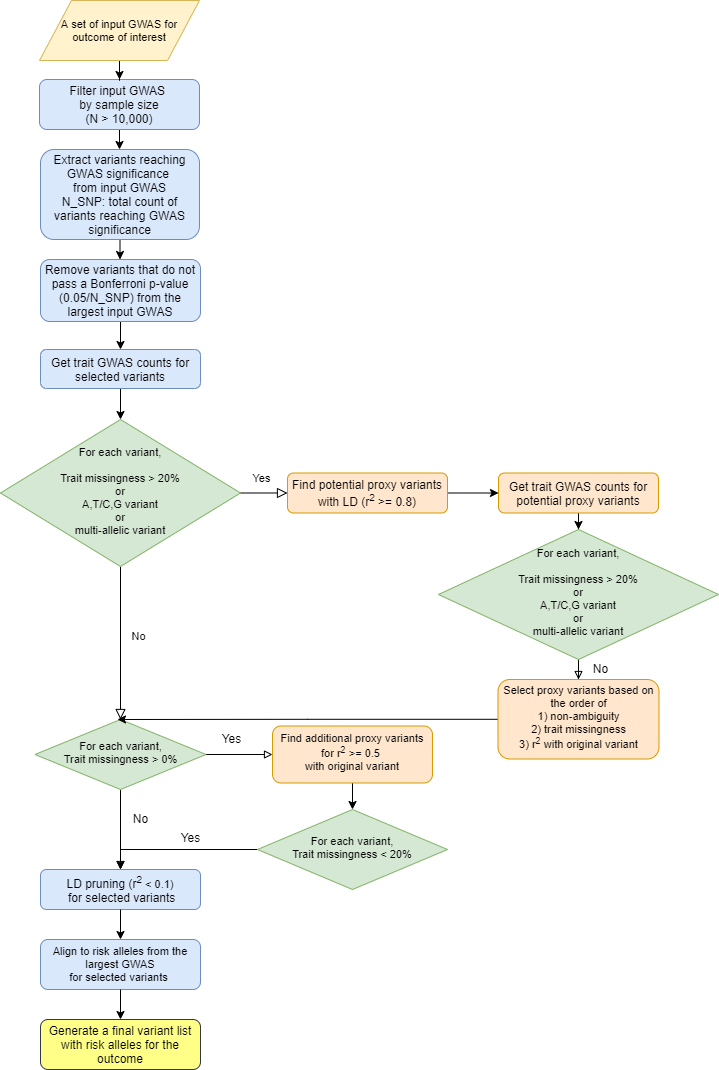 A set of input GWAS for
outcome of interest
Filter input GWAS
by sample size
(N > 10,000)
Extract variants reaching
GWAS significance
from input GWAS
N_SNP: total count of
variants reaching GWAS
significance
Remove variants that do not
pass a Bonferroni p-value
(0.05/N_SNP) from the
largest input GWAS
Get trait GWAS counts for
selected variants
For each variant,
Trait missingness > 20%
or
A,T/C,G variant
or
multi-allelic variant
Yes
Find potential proxy variants
with LD (r2 >= 0.8)
Get trait GWAS counts for
potential proxy variants
For each variant,
Trait missingness > 20%
or
A,T/C,G variant
or
multi-allelic variant
No
No
Select proxy variants based on
the order of
1) non-ambiguity
2) trait missingness
3) r2 with original variant
For each variant,
Trait missingness > 0%
Yes
Find additional proxy variants
for r2 >= 0.5
with original variant
No
Yes
For each variant,
Trait missingness < 20%
LD pruning (r2 < 0.1)
for selected variants
Align to risk alleles from the
largest GWAS
for selected variants
Generate a final variant list
with risk alleles for the
outcome